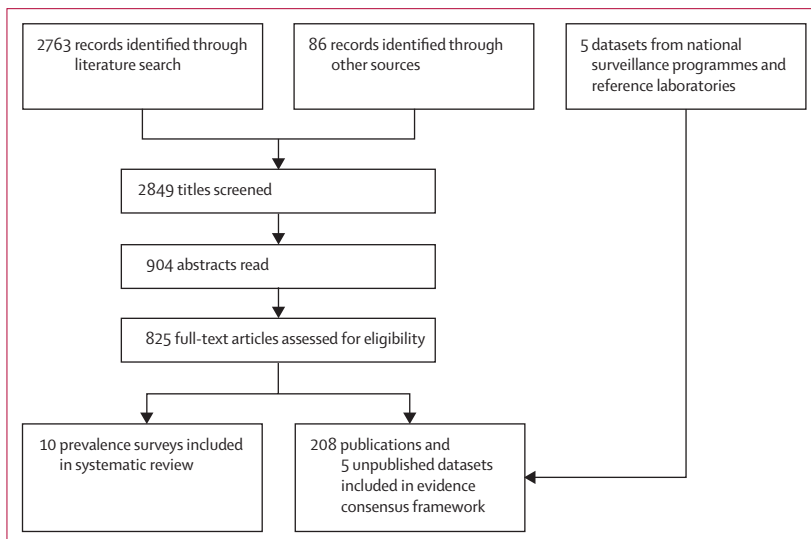 2763 records identified through
literature search
86 records identified through
other sources
5 datasets from national
surveillance programmes and
reference laboratories
2849 titles screened
904 abstracts read
825 full-text articles assessed for eligibility
10 prevalence surveys included
in systematic review
208 publications and
5 unpublished datasets
included in evidence
consensus framework